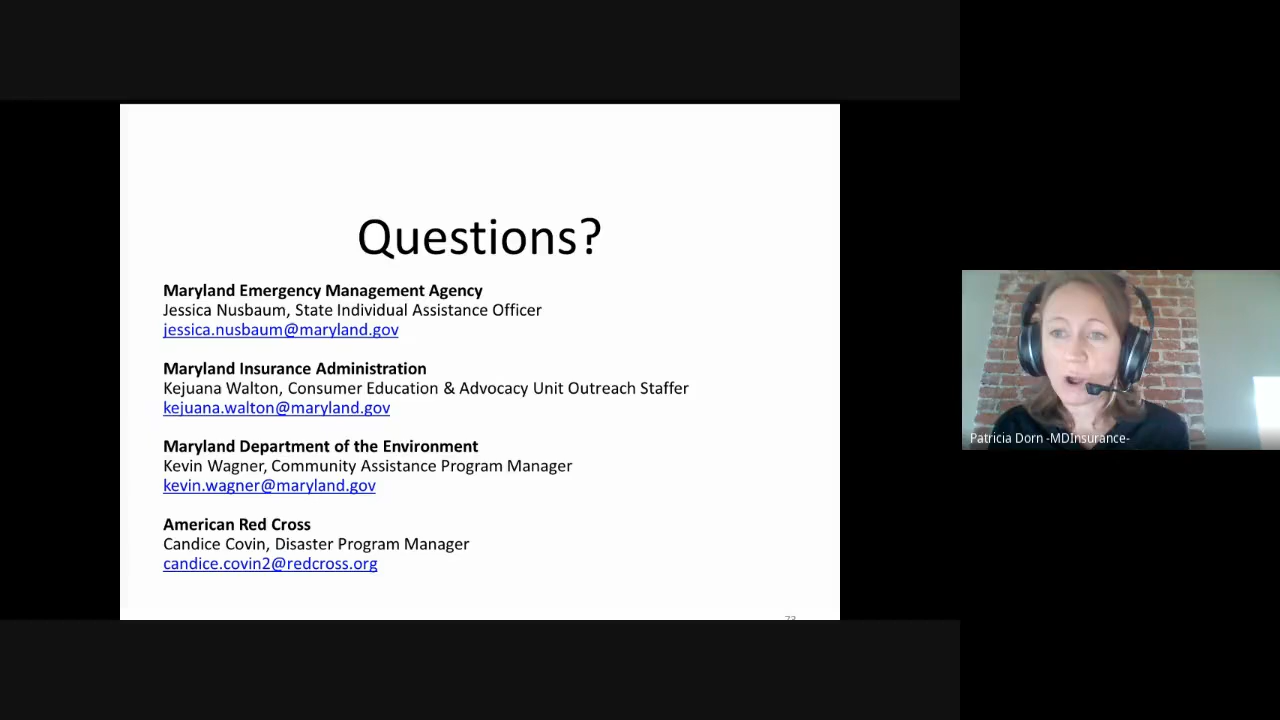 Questions?
Maryland Emergency Management Agency
Jessica Nusbaum, State Individual Assistance Officer
jessica.nusbaum@maryland.gov
Maryland Insurance Administration
Kejuana Walton, Consumer Education & Advocacy Unit Outreach Staffer
kejuana.walton@maryland.gov
Maryland Department of the Environment
Kevin Wagner, Community Assistance Program Manager
kevin.wagner@maryland.gov
American Red Cross
Candice Covin, Disaster Program Manager
candice.covin2@redcross.org
Patricia Dorn -MDInsurance-